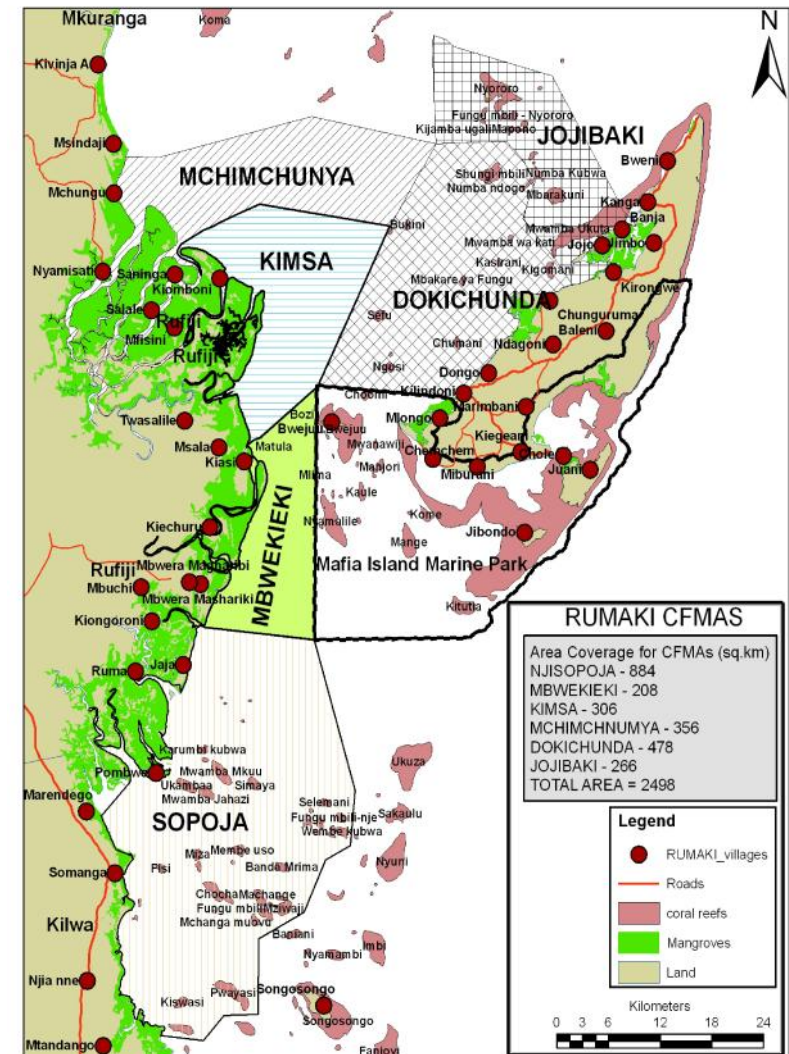 Mkuranga
Koma
N
Kivinja A
Nyororo
Fungu mbili - Nyororo
Kijamba ugali Mapono
Msindaji
JOJIBAKI
Bweni
MCHIMCHUNYA
Shungi mbili
Numba Kubwa
Numba ndogo
Mbarakuni
Mchungu
Kanga
Banja
Bukini
Mwamba Ukuta
Mwamba wa kati
Jojo
Jimbo
KIMSA
Kasirani
Nyamisati
Saninga
Kigomani
Kiomboni
Mbakare ya Fungu
Kirongwe
DOKICHUNDA
Salale
Rufiji
Sefu
Chunguruma
Mfisini
Baleni
Rufiji
Chumani
Ndagoni
Ngusi
Dongo
Choomi
Kilindoni
Twasalile
Bozi
Mlongo
Marimbani
Bwejuu
Bwejuu
Msala
Matula
Mwanawiji
Kiegeani
Kiasi
Chemchem
Chole
Manjori
Mlima
Miburani
Juani
Kaule
Kiechuru
Nyamulile
Kome
Jibondo
Mange
MBWEKIEKI
Mafia Island Marine Park
Mbwera Magharibi
Rufiji
Mbuchi
Mbwera Mashariki
Kitutia
Kiongoroni
Ruma
Jaja
Karumbi kubwa
Pombwe
Mwamba Mkuu
Ukambaa
Simaya
Mwamba Jahazi
Ukuza
Marendego
Selemani
SOPOJA
Fungu mbili-nje
Sakaulu
Wembe kubwa
Miza
Membe uso
Nyuni
Pisi
Banda Mrima
Somanga
Chocha
Machange
Fungu mbili
Mziwaji
Mchanga muovu
Kilwa
Baniani
Imbi
Nyamambi
Njia nne
Pwayasi
Songosongo
Kiswasi
Songosongo
Mtandango
Fanjovi
RUMAKI CFMAS
Area Coverage for CFMAs (sq.km)
NJISOPOJA - 884
MBWEKIEKI - 208
KIMSA - 306
MCHIMCHNUMYA - 356
DOKICHUNDA - 478
JOJIBAKI - 266
TOTAL AREA = 2498
Legend
RUMAKI_villages
Roads
coral reefs
Mangroves
Land
Kilometers
0 3 6 12 18 24